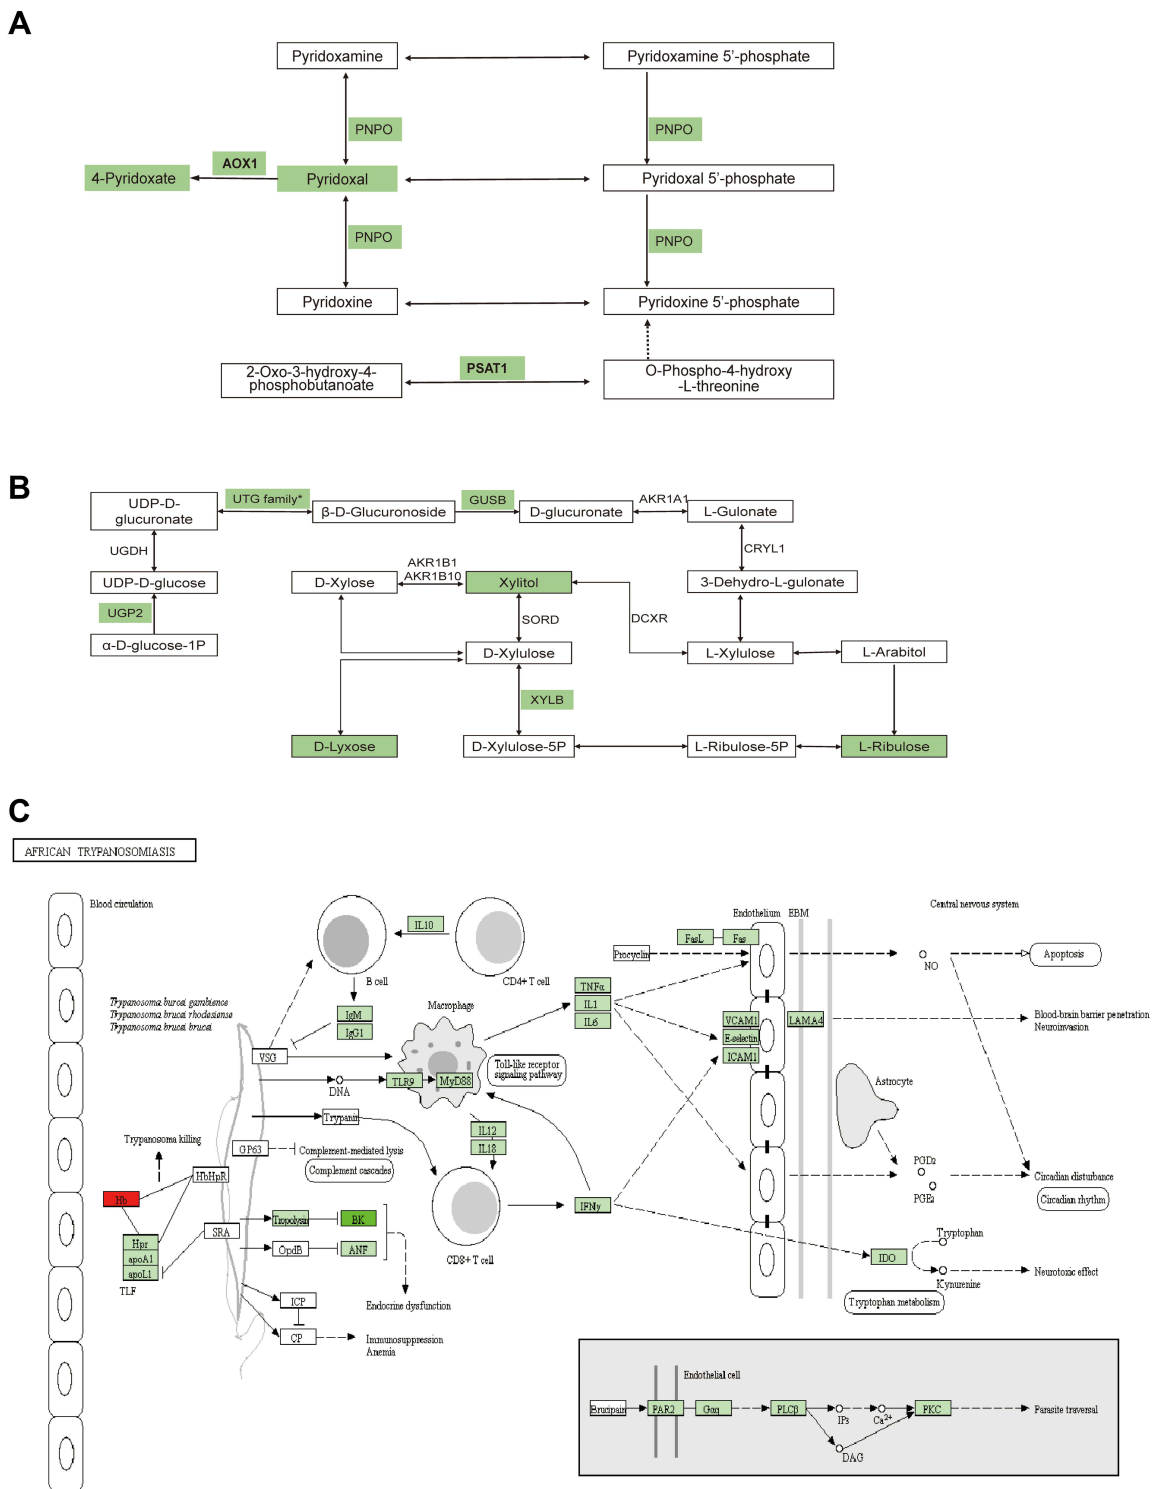 A
Pyridoxamine
Pyridoxamine 5'-phosphate
PNPO
PNPO
AOX1
4-Pyridoxate
Pyridoxal
Pyridoxal 5'-phosphate
PNPO
PNPO
Pyridoxine
Pyridoxine 5'-phosphate
2-Oxo-3-hydroxy-4-
phosphobutanoate
PSAT1
O-Phospho-4-hydroxy
-L-threonine
B
UDP-D-
glucuronate
UTG family*
β-D-Glucuronoside
GUSB
D-glucuronate
AKR1A1
L-Gulonate
UGDH
CRYL1
UDP-D-glucose
D-Xylose
AKR1B1
AKR1B10
Xylitol
3-Dehydro-L-gulonate
UGP2
SORD
DCXR
α-D-glucose-1P
D-Xylulose
L-Xylulose
L-Arabitol
XYLB
D-Lyxose
D-Xylulose-5P
L-Ribulose-5P
L-Ribulose
C
AFRICAN TRYPANOSOMIASIS
Blood circulation
IL10
B cell
CD4+ T cell
Endothelium
EBM
Central nervous system
FasL
Fas
Procyclin
NO
Apoptosis
Trypanosoma burcei gambience
Trypanosoma brucei rhodesiense
Trypanosoma brucei brucei
IgM
IgG1
Macrophage
TNFα
IL1
IL6
VCAM1
E-selectin
ICAM1
LAMA4
Blood-brain barrier penetration
Neuroinvasion
VSG
DNA
TLR9
MyD88
Toll-like receptor
signaling pathway
Astrocyte
Trypanin
IL12
IL18
Trypanosoma killing
GP63
Complement-mediated lysis
Complement cascades
HbHpR
Hb
PGD2
PGE2
Circadian disturbance
Circadian rhythm
IFNγ
CD8+ T cell
SRA
Tropolysin
BK
OpdB
ANF
Hpr
apoA1
apoL1
TLF
Endocrine dysfunction
IDO
Tryptophan
Kynurenine
Neurotoxic effect
Tryptophan metabolism
ICP
CP
Immunosuppression
Anemia
Endothelial cell
Brucipain
PAR2
Gαq
PLCβ
IP3
Ca2+
PKC
DAG
Parasite traversal